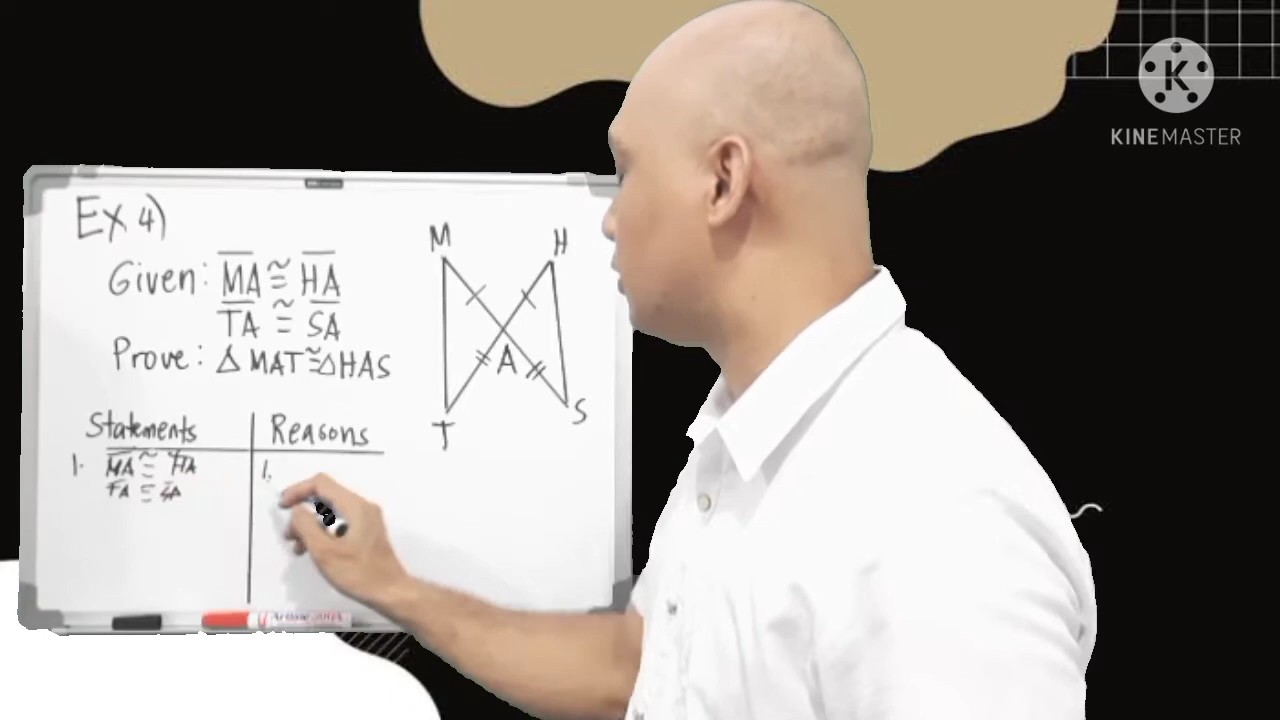 Ex 4)
Given: MA ≅ HA
TA ≅ SA
Prove: △MAT ≅ △HAS
M
H
A
T
S
Statements
Reasons
1. MA ≅ HA
TA ≅ SA
1.
K
KINEMASTER